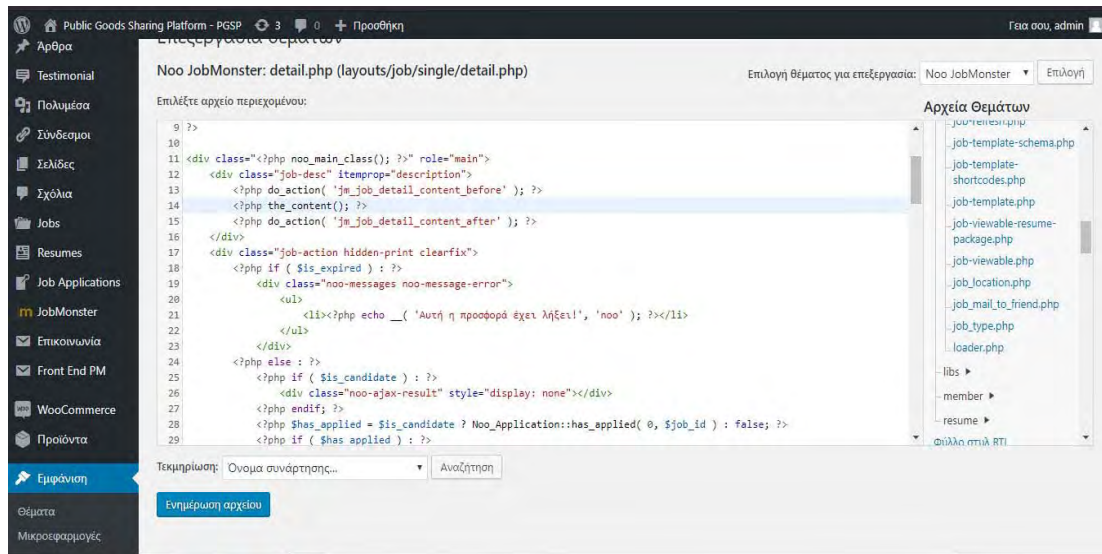 Public Goods Sharing Platform - PGSP 3 0 + Προσθήκη Γεια σου, admin
Άρθρα
Testimonial
Πολυμέσα
Σύνδεσμοι
Σελίδες
Σχόλια
Jobs
Resumes
Job Applications
JobMonster
Επικοινωνία
Front End PM
WooCommerce
Προϊόντα
Εμφάνιση
Θέματα
Μικροεφαρμογές
Επεξεργασία θεμάτων
Noo JobMonster: detail.php (layouts/job/single/detail.php)
Επιλογή θέματος για επεξεργασία: Noo JobMonster Επιλογή
Επιλέξτε αρχείο περιεχομένου:
9 ?>
10
11 <div class="<?php noo_main_class(); ?>" role="main">
12 <div class="job-desc" itemprop="description">
13 <?php do_action( 'jm_job_detail_content_before' ); ?>
14 <?php the_content(); ?>
15 <?php do_action( 'jm_job_detail_content_after' ); ?>
16 </div>
17 <div class="job-action hidden-print clearfix">
18 <?php if ( $is_expired ) : ?>
19 <div class="noo-messages noo-message-error">
20 <ul>
21 <li><?php echo __( 'Αυτή η προσφορά έχει λήξει!', 'noo' ); ?></li>
22 </ul>
23 </div>
24 <?php else : ?>
25 <?php if ( $is_candidate ) : ?>
26 <div class="noo-ajax-result" style="display: none"></div>
27 <?php endif; ?>
28 <?php $has_applied = $is_candidate ? Noo_Application::has_applied( 0, $job_id ) : false; ?>
29 <?php if ( $has_applied ) : ?>
Αρχεία Θεμάτων
job-refresh.php
job-template-schema.php
job-template-
shortcodes.php
job-template.php
job-viewable-resume-
package.php
job-viewable.php
job_location.php
job_mail_to_friend.php
job_type.php
loader.php
libs
member
resume
Φύλλο στυλ RTL
Τεκμηρίωση: Όνομα συνάρτησης... Αναζήτηση
Ενημέρωση αρχείου